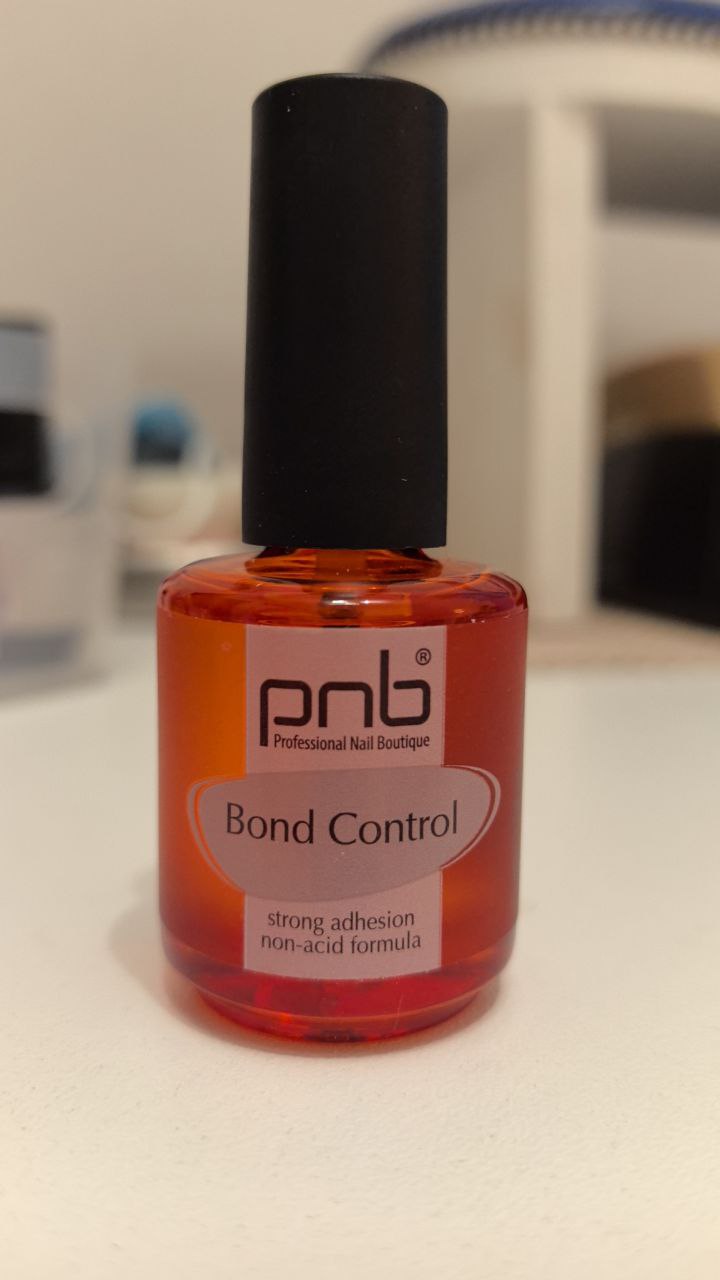 pnb®
Professional Nail Boutique
Bond Control
strong adhesion
non-acid formula